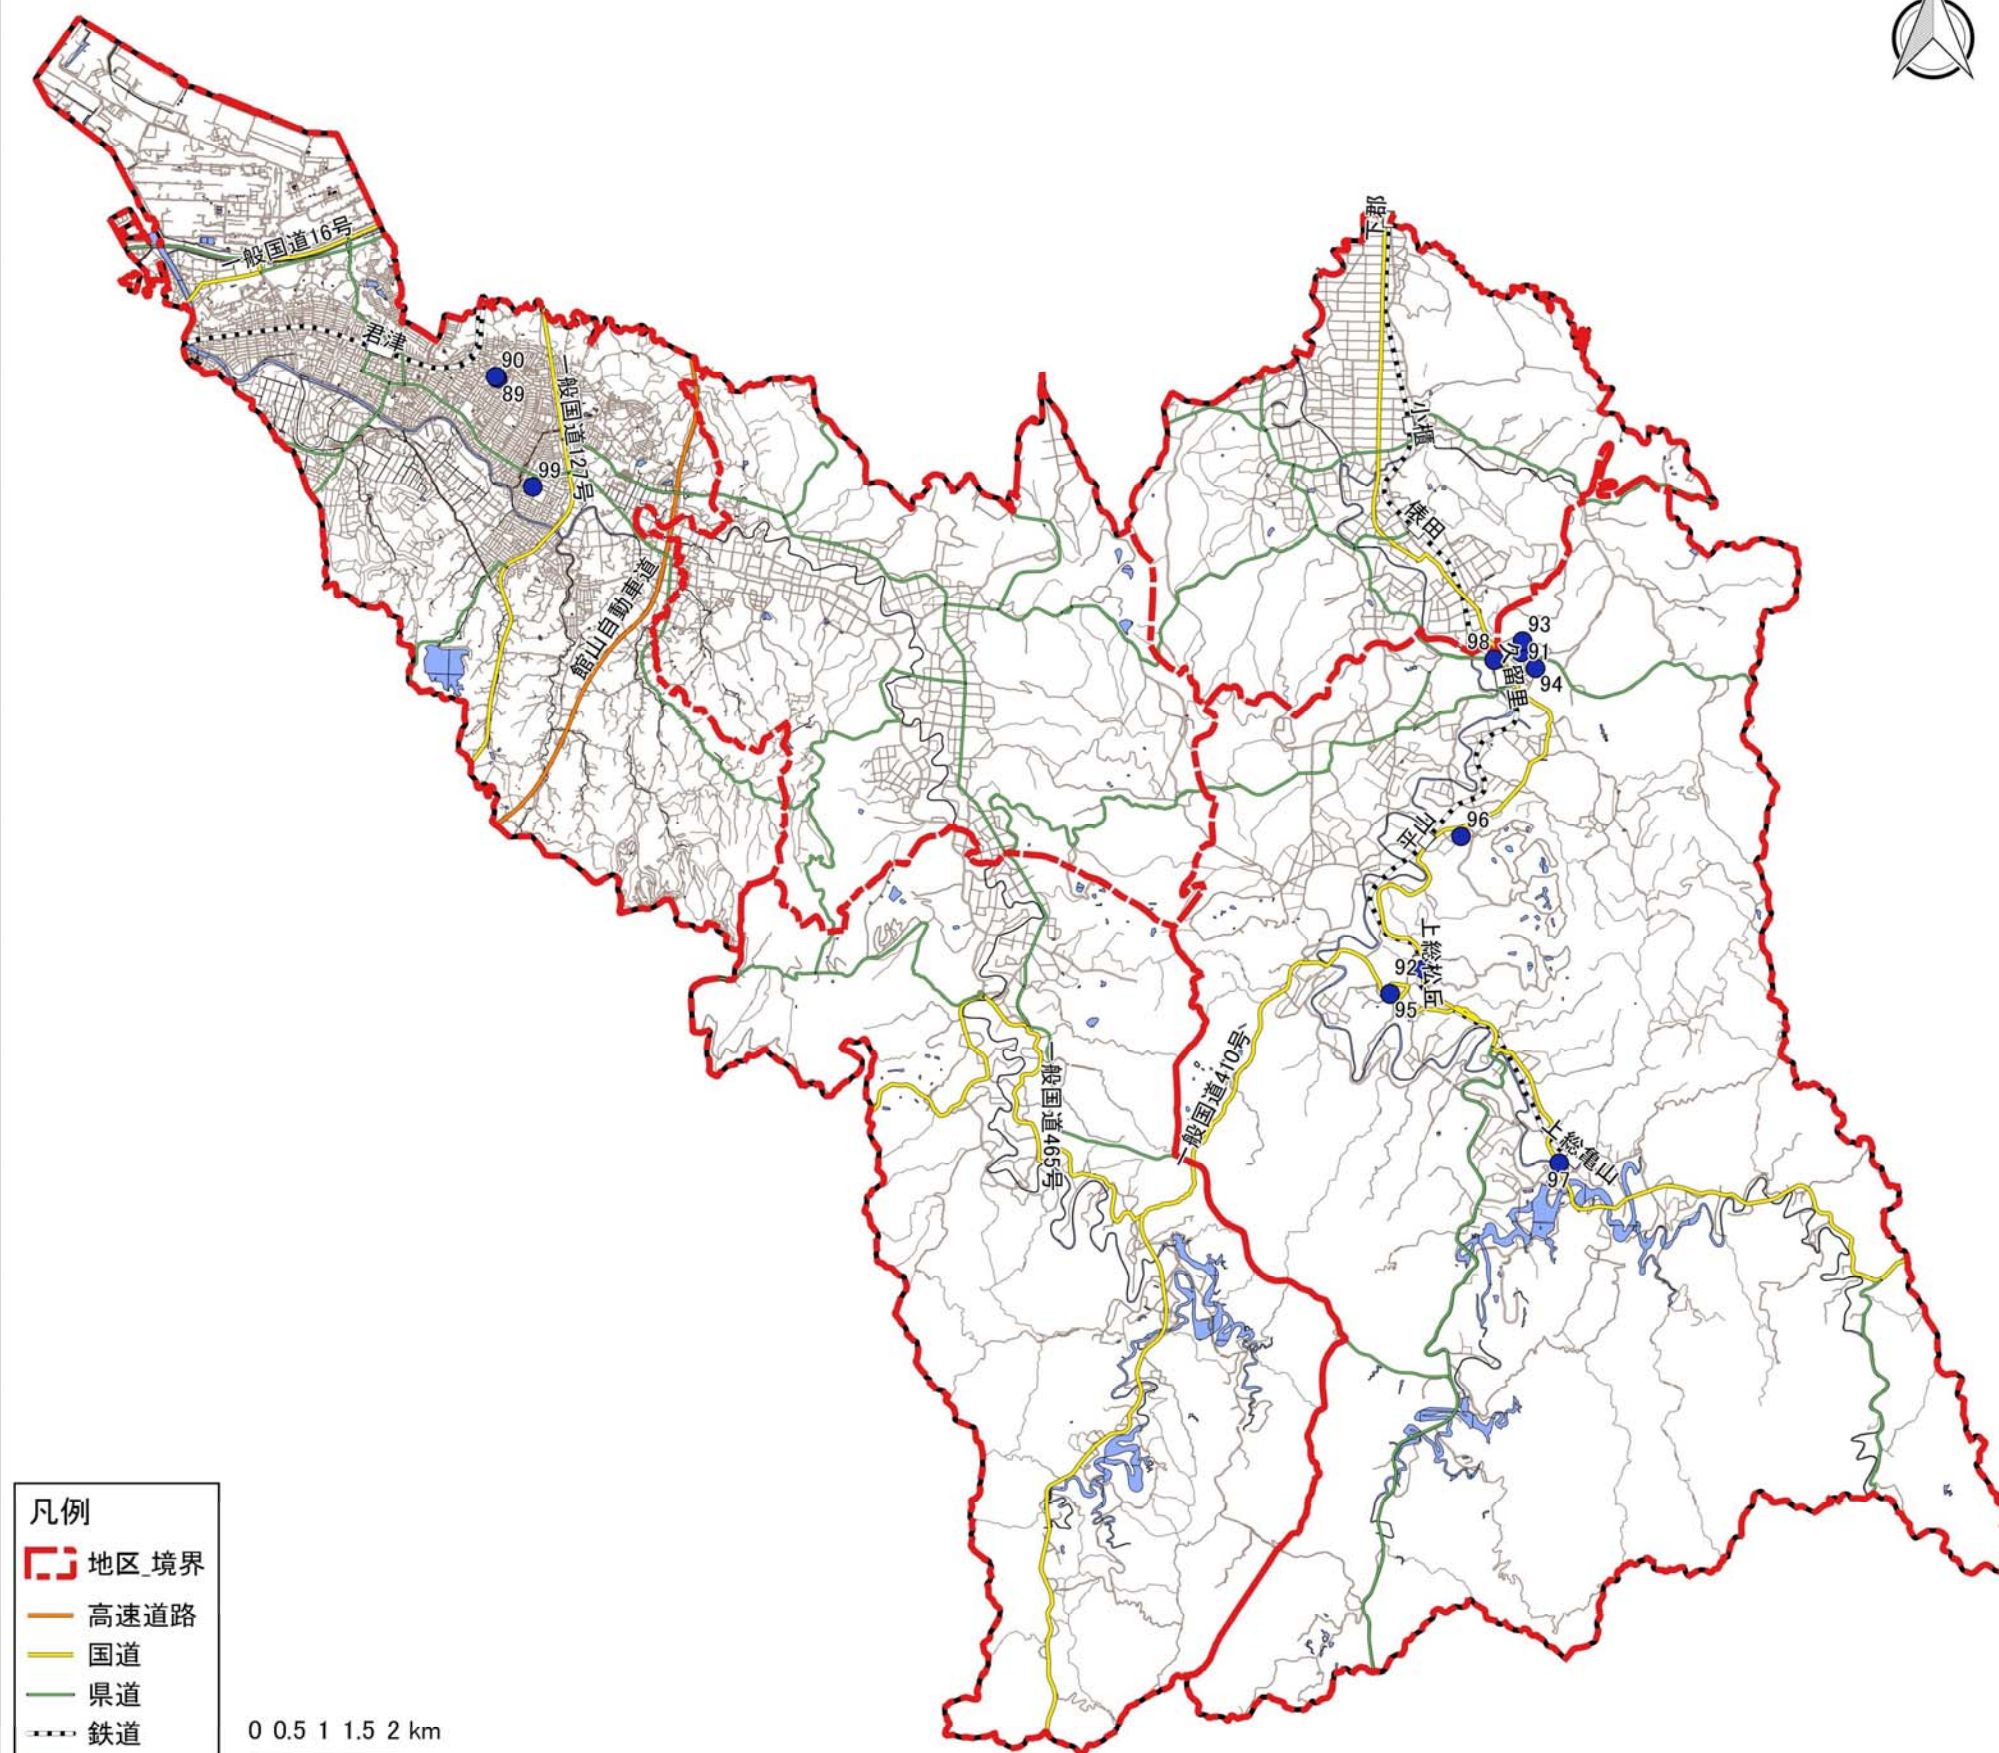 下郡
一般国道16号
君津
90
89
一般国道127号
99
小櫃
俵田
館山自動車道
93
98
91
久留里
94
96
平山
上総松丘
92
95
一般国道410号
一般国道465号
上総亀山
97
凡例
地区_境界
高速道路
国道
県道
鉄道
0 0.5 1 1.5 2 km